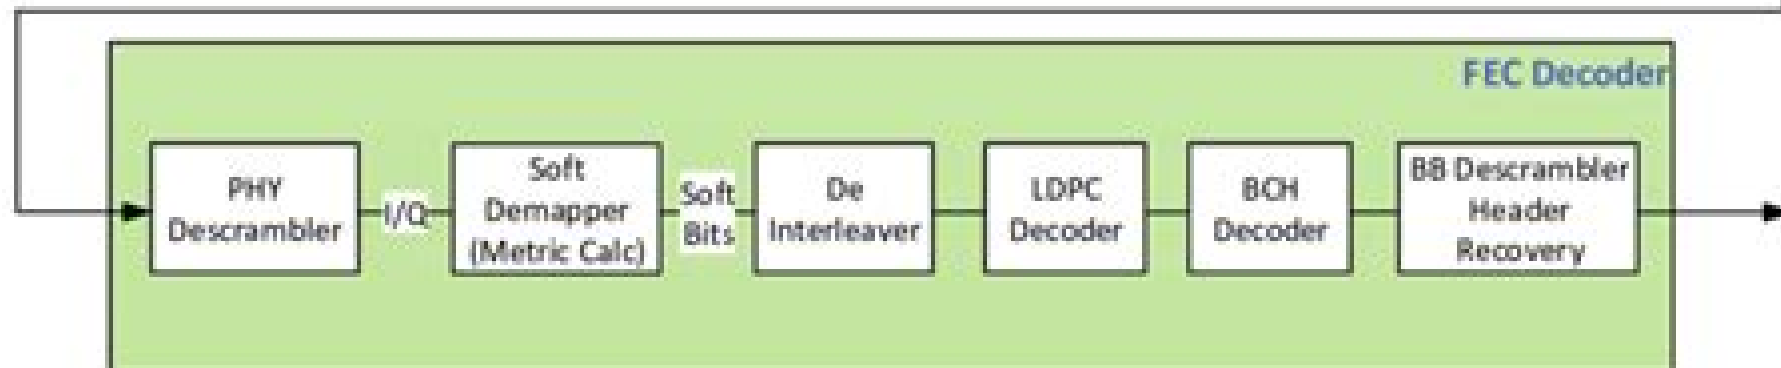 FEC Decoder
PHY
Descrambler
I/Q
Soft
Demapper
(Metric Calc)
Soft
Bits
De
Interleaver
LDPC
Decoder
BCH
Decoder
BB Descrambler
Header
Recovery